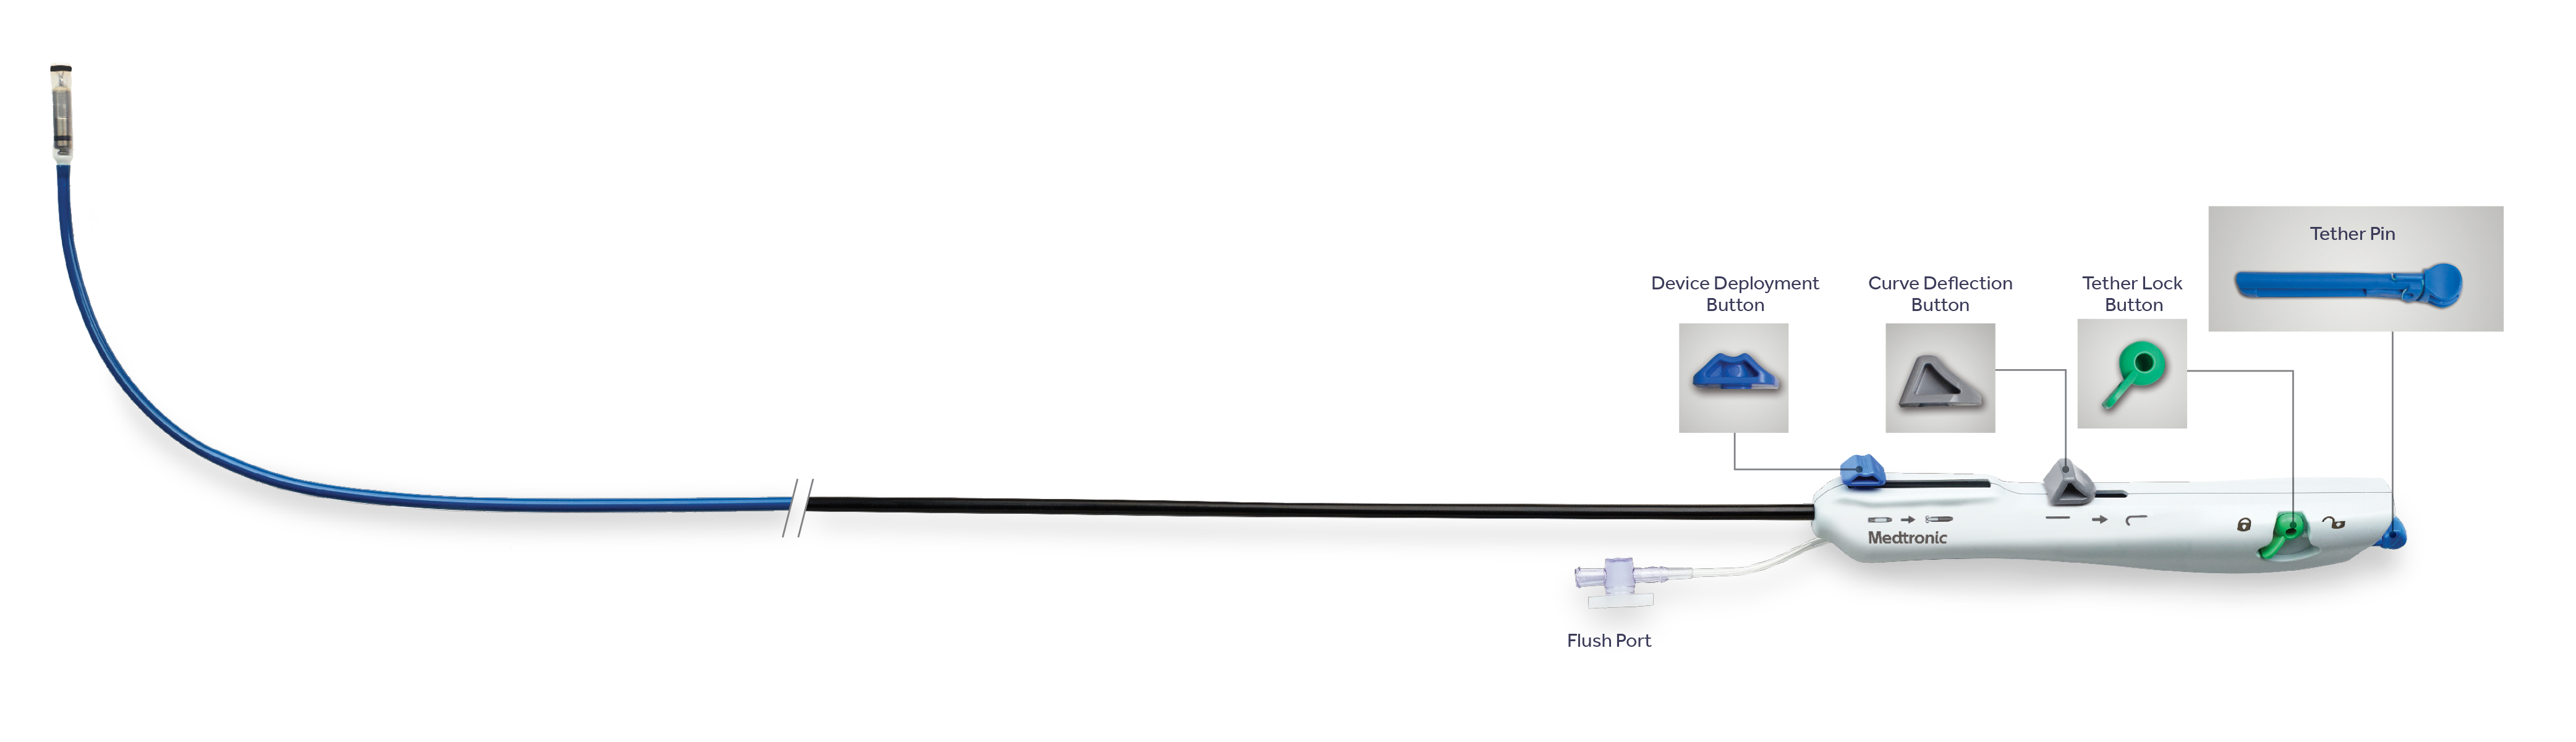 Tether Pin
Device Deployment
Button
Curve Deflection
Button
Tether Lock
Button
Medtronic
Flush Port